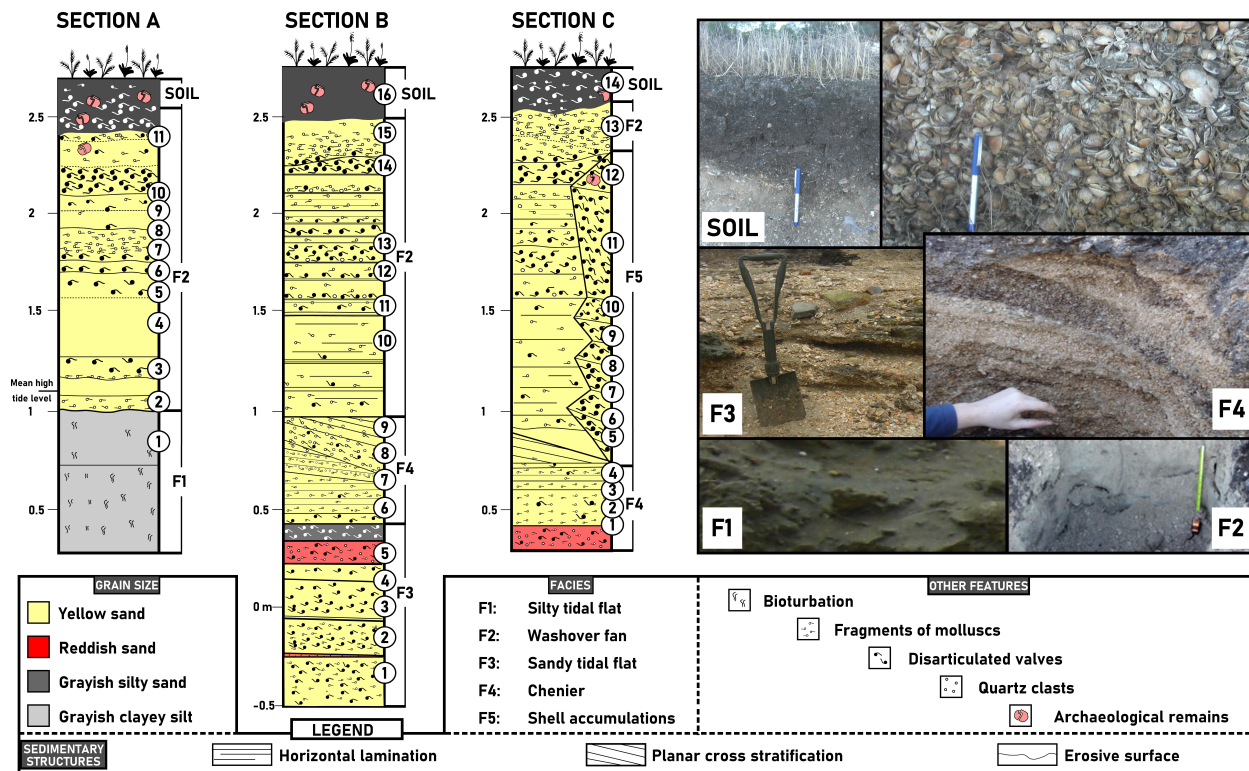 SECTION A
SOIL
2.5
11
10
2
9
8
7
6
F2
5
1.5
4
3
Mean high
tide level
2
1
1
F1
0.5
SECTION B
16
SOIL
2.5
15
14
2
13
F2
12
11
1.5
10
1
9
8
F4
7
6
0.5
5
4
F3
0 m
3
2
1
-0.5
SECTION C
14
SOIL
2.5
13
F2
12
2
11
F5
10
1.5
9
8
7
1
6
5
4
3
F4
2
0.5
1
SOIL
F3
F4
F1
F2
GRAIN SIZE
Yellow sand
Reddish sand
Grayish silty sand
Grayish clayey silt
FACIES
F1: Silty tidal flat
F2: Washover fan
F3: Sandy tidal flat
F4: Chenier
F5: Shell accumulations
OTHER FEATURES
Bioturbation
Fragments of molluscs
Disarticulated valves
Quartz clasts
Archaeological remains
LEGEND
SEDIMENTARY
STRUCTURES
Horizontal lamination
Planar cross stratification
Erosive surface